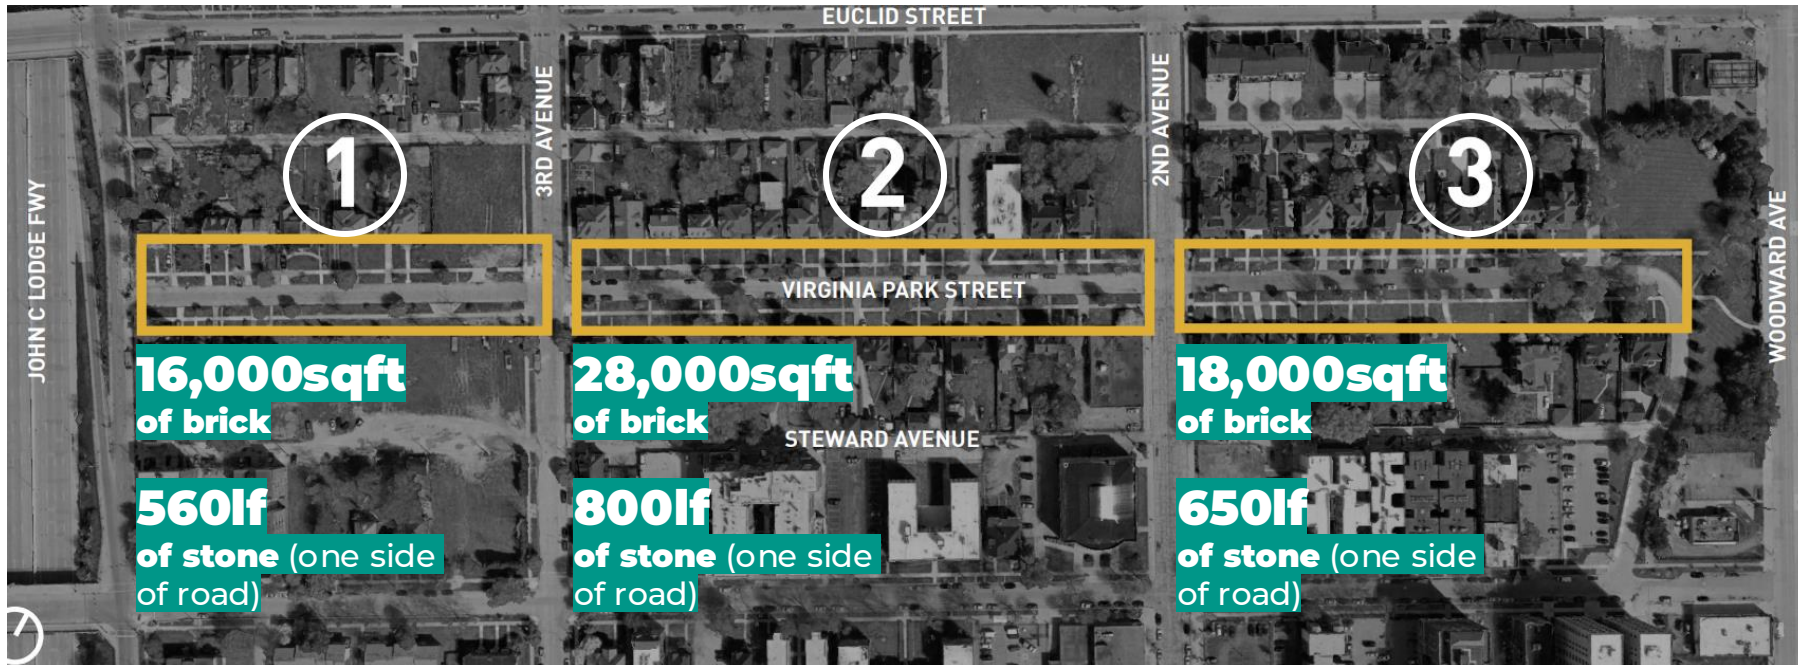 EUCLID STREET
JOHN C LODGE FWY
3RD AVENUE
2ND AVENUE
WOODWARD AVE
1
2
3
VIRGINIA PARK STREET
16,000sqft
of brick
28,000sqft
of brick
18,000sqft
of brick
STEWARD AVENUE
560lf
of stone (one side
of road)
800lf
of stone (one side
of road)
650lf
of stone (one side
of road)